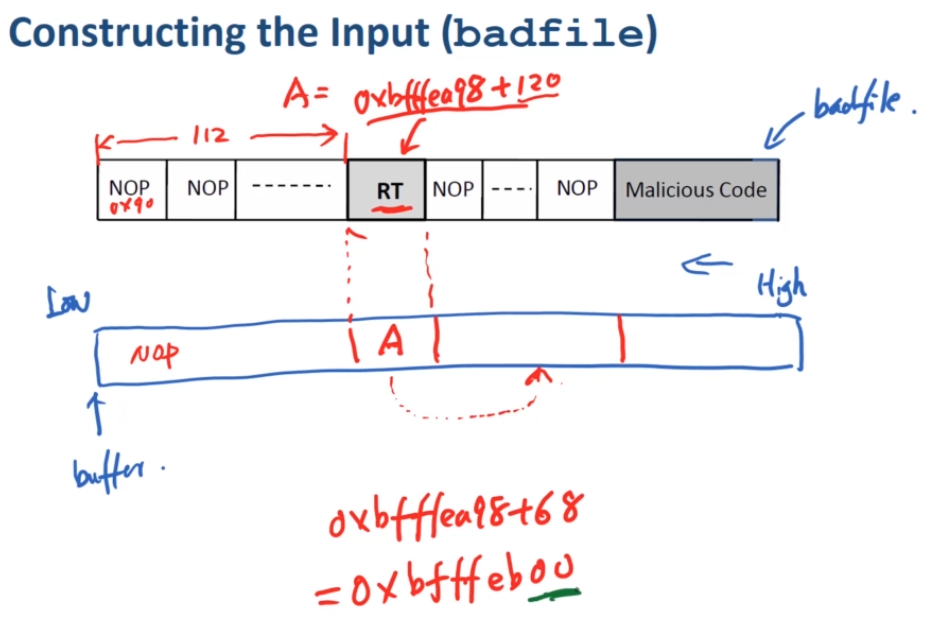 Constructing the Input (badfile)
A= 0xbfffea98+120
badfile.
112
NOP NOP -------- RT NOP ---- NOP Malicious Code
0x90
Low
High
NOP A
buffer.
0xbfffea98+68
=0xbfffeb00